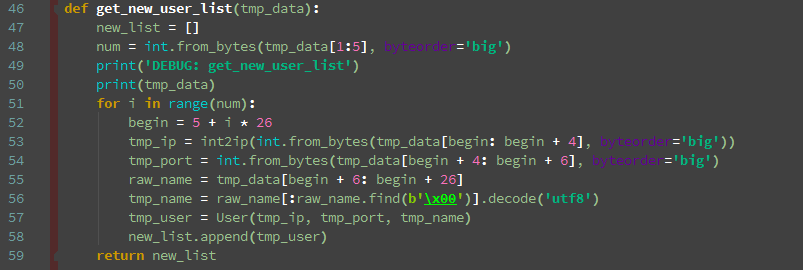 46 def get_new_user_list(tmp_data):
47     new_list = []
48     num = int.from_bytes(tmp_data[1:5], byteorder='big')
49     print('DEBUG: get_new_user_list')
50     print(tmp_data)
51     for i in range(num):
52         begin = 5 + i * 26
53         tmp_ip = int2ip(int.from_bytes(tmp_data[begin: begin + 4], byteorder='big'))
54         tmp_port = int.from_bytes(tmp_data[begin + 4: begin + 6], byteorder='big')
55         raw_name = tmp_data[begin + 6: begin + 26]
56         tmp_name = raw_name[:raw_name.find(b'\x00')].decode('utf8')
57         tmp_user = User(tmp_ip, tmp_port, tmp_name)
58         new_list.append(tmp_user)
59     return new_list